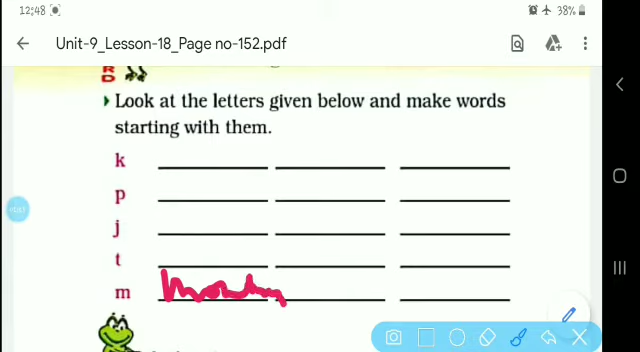 12:48 38%
Unit-9_Lesson-18_Page no-152.pdf
R
D
Look at the letters given below and make words
starting with them.
k
p
j
t
m